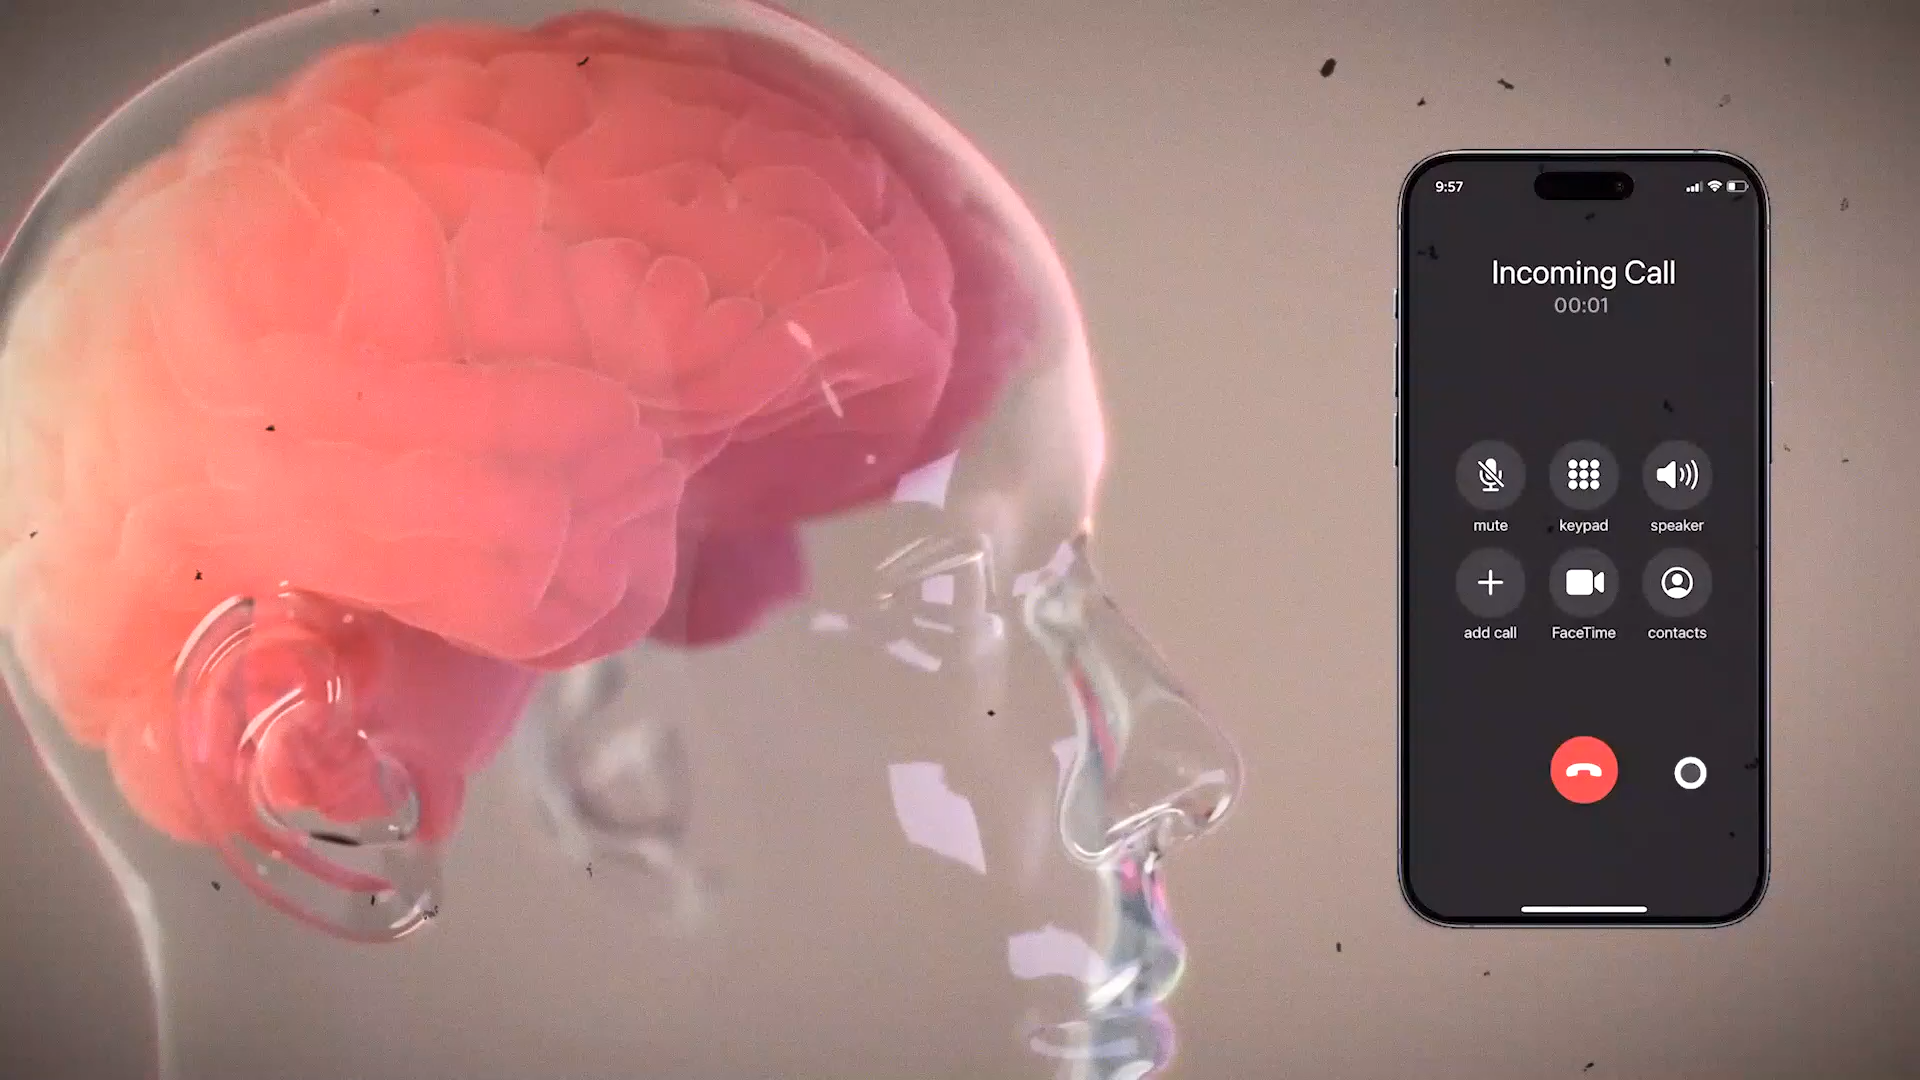 9:57
Incoming Call
00:01
mute keypad speaker
add call FaceTime contacts